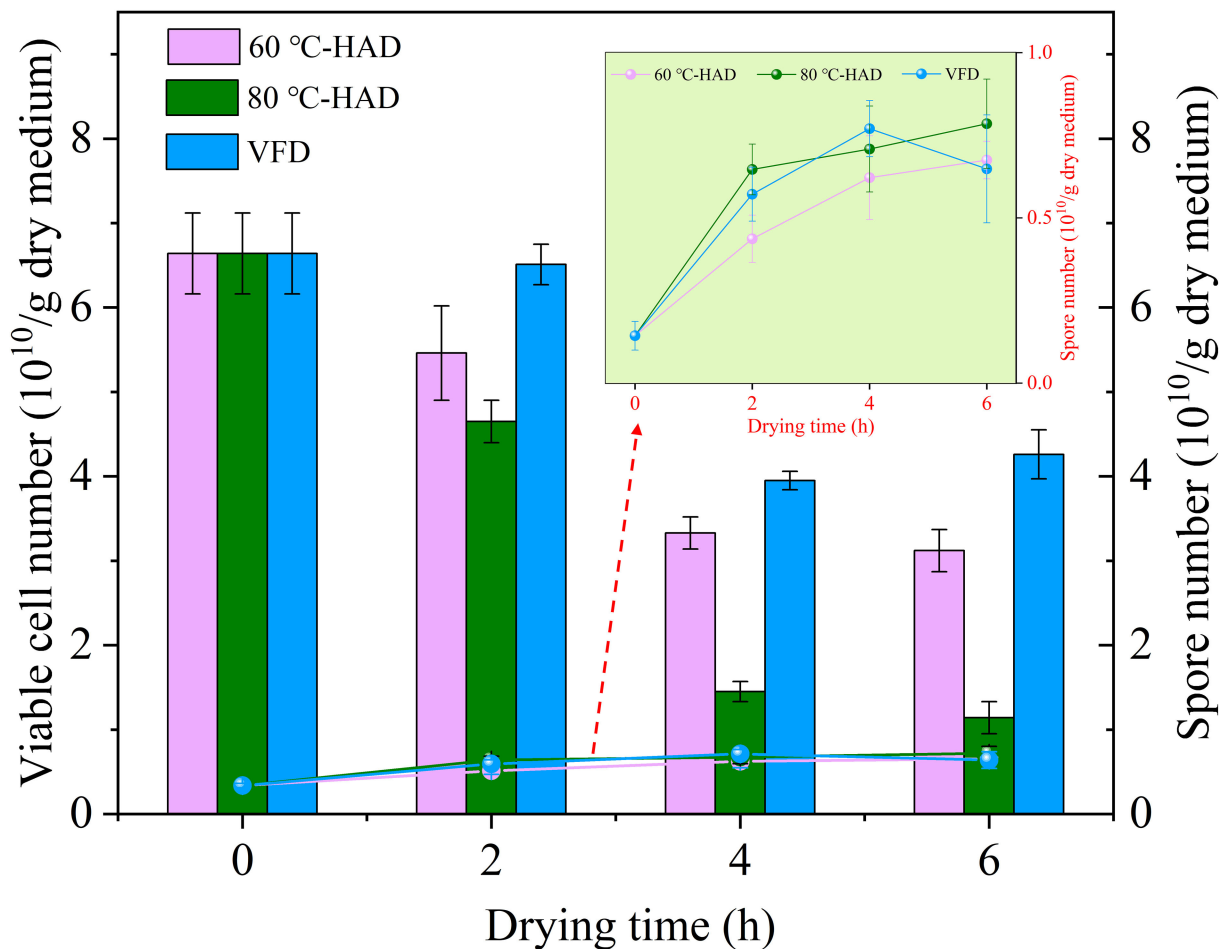 60 ℃-HAD
80 ℃-HAD
VFD
Viable cell number (10¹⁰/g dry medium)
0
2
4
6
8
60 ℃-HAD 80 ℃-HAD VFD
Spore number (10¹⁰/g dry medium)
1.0
0.5
0.0
0 2 4 6
Drying time (h)
8
6
4
2
0
Spore number (10¹⁰/g dry medium)
0 2 4 6
Drying time (h)